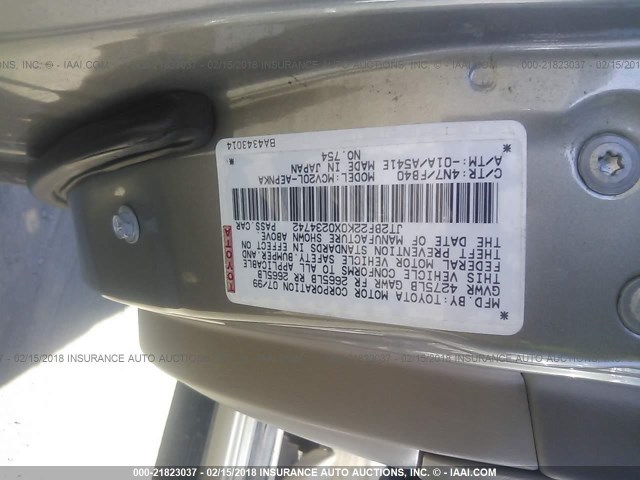 MFD. BY: TOYOTA MOTOR CORPORATION 07/99
GVWR 4275LB GAWR FR 2665LB RR 2665LB
THIS VEHICLE CONFORMS TO ALL APPLICABLE
FEDERAL MOTOR VEHICLE SAFETY, BUMPER, AND
THEFT PREVENTION STANDARDS IN EFFECT ON
THE DATE OF MANUFACTURE SHOWN ABOVE.
JT2BF22K0X0234742 PASS. CAR
MODEL: MCV20L-AEPNKA
C/TR: 4N7/FB40 MADE IN JAPAN
A/TM: -01A/A541E NO. 754
BA4343014
TOYOTA
000-21823037 - 02/15/2018 INSURANCE AUTO AUCTIONS, INC. - © IAAI.COM